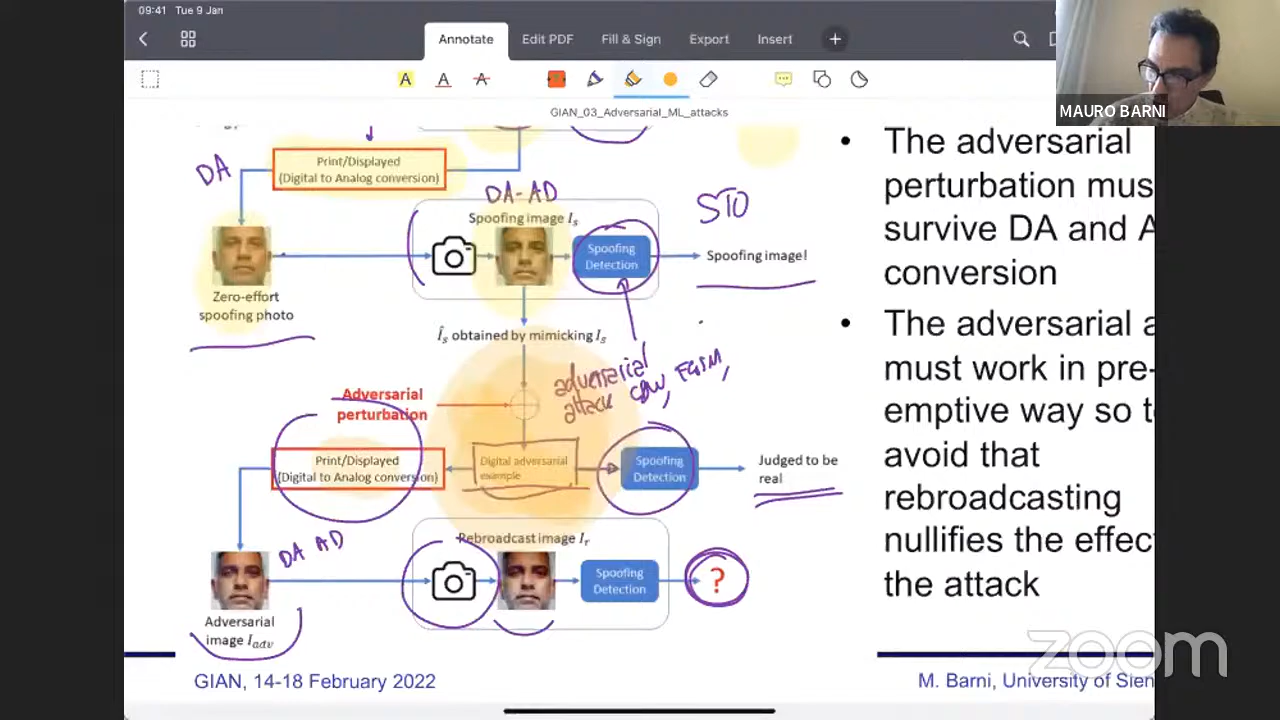 09:41 Tue 9 Jan
Annotate
Edit PDF
Fill & Sign
Export
Insert
GIAN_03_Adversarial_ML_attacks
MAURO BARNI
DA
Print/Displayed
(Digital to Analog conversion)
DA-AD
Spoofing image Is
Spoofing
Detection
Spoofing image!
Zero-effort
spoofing photo
Îs obtained by mimicking Is
adversarial
attack
C&W, FGSM,
Adversarial
perturbation
Print/Displayed
(Digital to Analog conversion)
Digital adversarial
example
Spoofing
Detection
Judged to be
real
DA AD
Rebroadcast image Ir
Spoofing
Detection
?
Adversarial
image Iadv
• The adversarial
perturbation mus
survive DA and A
conversion
• The adversarial a
must work in pre-
emptive way so t
avoid that
rebroadcasting
nullifies the effec
the attack
zoom
GIAN, 14-18 February 2022
M. Barni, University of Sien